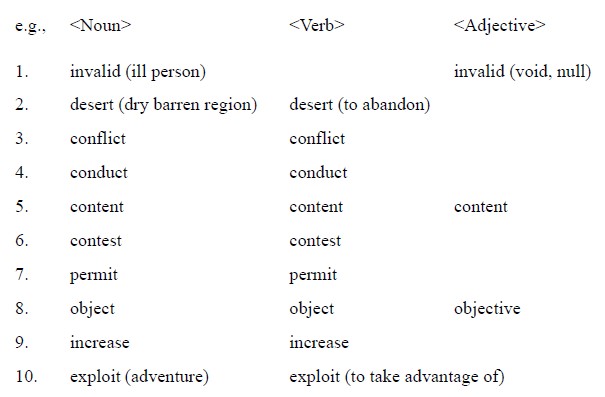 e.g., <Noun> <Verb> <Adjective>
1. invalid (ill person) invalid (void, null)
2. desert (dry barren region) desert (to abandon)
3. conflict conflict
4. conduct conduct
5. content content content
6. contest contest
7. permit permit
8. object object objective
9. increase increase
10. exploit (adventure) exploit (to take advantage of)